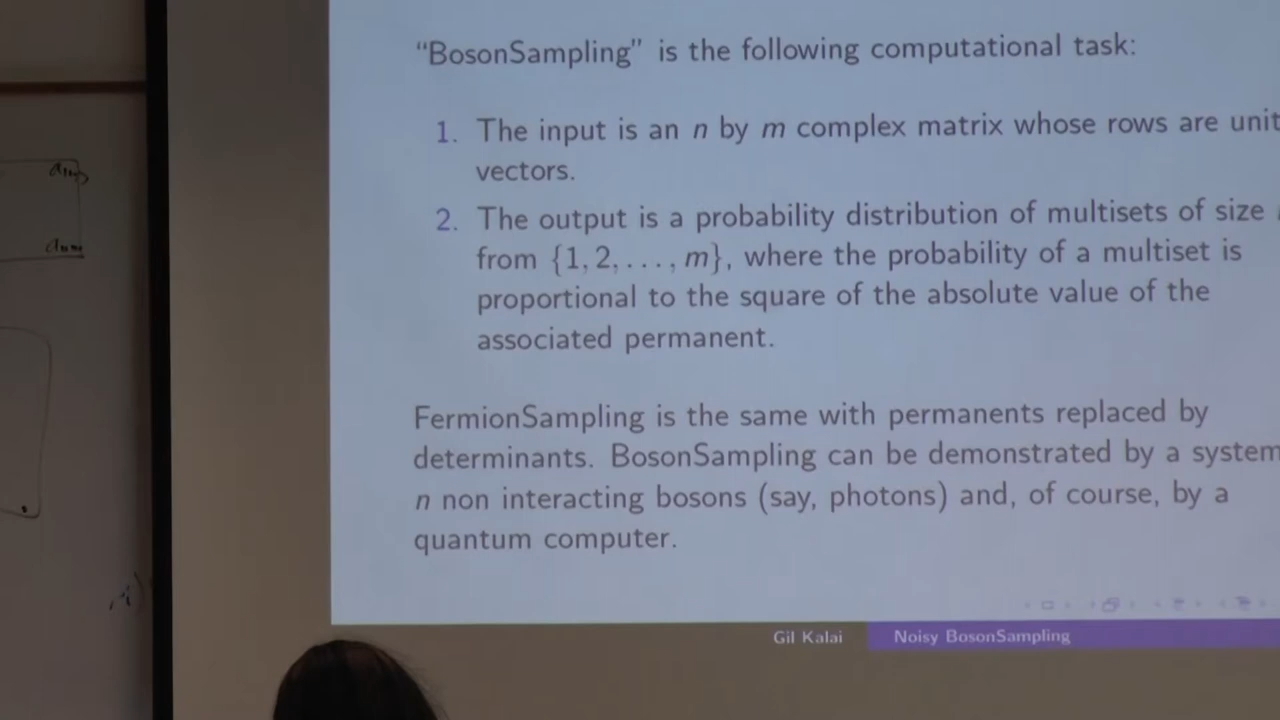 “BosonSampling” is the following computational task:
1. The input is an n by m complex matrix whose rows are unit
vectors.
2. The output is a probability distribution of multisets of size
from {1, 2, . . . , m}, where the probability of a multiset is
proportional to the square of the absolute value of the
associated permanent.
FermionSampling is the same with permanents replaced by
determinants. BosonSampling can be demonstrated by a system
n non interacting bosons (say, photons) and, of course, by a
quantum computer.
Gil Kalai
Noisy BosonSampling